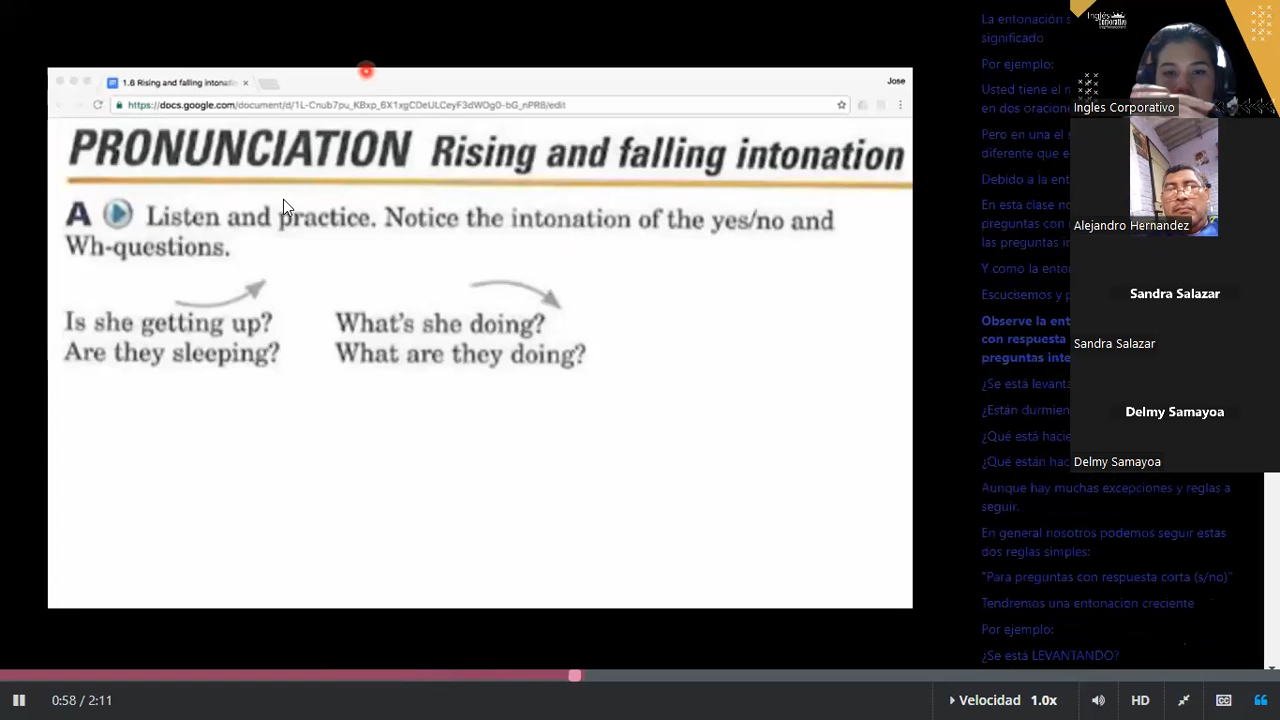 1.6 Rising and falling intonatio
Jose
https://docs.google.com/document/d/1L-Cnub7pu_KBxp_6X1xgCDeULCeyF3dWOg0-bG_nPR8/edit
PRONUNCIATION Rising and falling intonation
A Listen and practice. Notice the intonation of the yes/no and
Wh-questions.
Is she getting up? What's she doing?
Are they sleeping? What are they doing?
La entonación
significado
Por ejemplo:
Usted tiene el
en dos oracione
Pero en una el
diferente que e
Debido a la ent
En esta clase no
preguntas con
las preguntas i
Y como la ento
Escuchemos y p
Observe la ent
con respuesta
preguntas inte
¿Se está levant
¿Están durmien
¿Qué está hacie
¿Qué están hac
Aunque hay muchas excepciones y reglas a
seguir.
En general nosotros podemos seguir estas
dos reglas simples:
"Para preguntas con respuesta corta (s/no)"
Tendremos una entonación creciente
Por ejemplo:
¿Se está LEVANTANDO?
Inglés
Corporativo
Ingles Corporativo
Alejandro Hernandez
Sandra Salazar
Sandra Salazar
Delmy Samayoa
Delmy Samayoa
0:58 / 2:11
Velocidad 1.0x
HD
CC